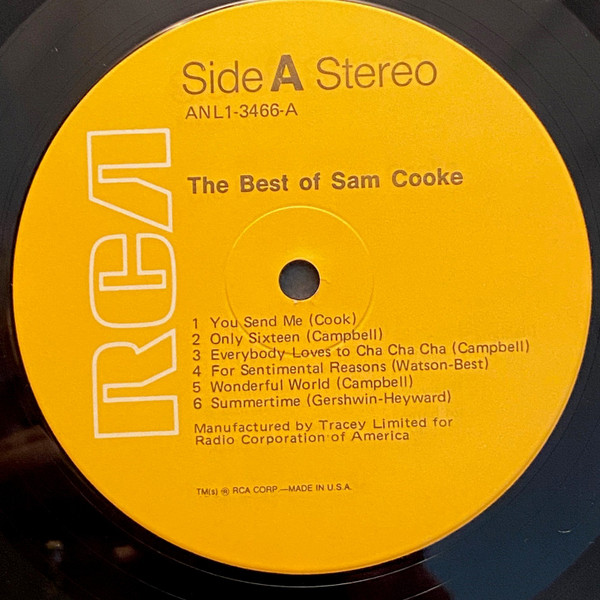 Side A Stereo
ANL1-3466-A
The Best of Sam Cooke
RCA
1 You Send Me (Cook)
2 Only Sixteen (Campbell)
3 Everybody Loves to Cha Cha Cha (Campbell)
4 For Sentimental Reasons (Watson-Best)
5 Wonderful World (Campbell)
6 Summertime (Gershwin-Heyward)
Manufactured by Tracey Limited for
Radio Corporation of America
TM(s) ® RCA CORP.—MADE IN U.S.A.